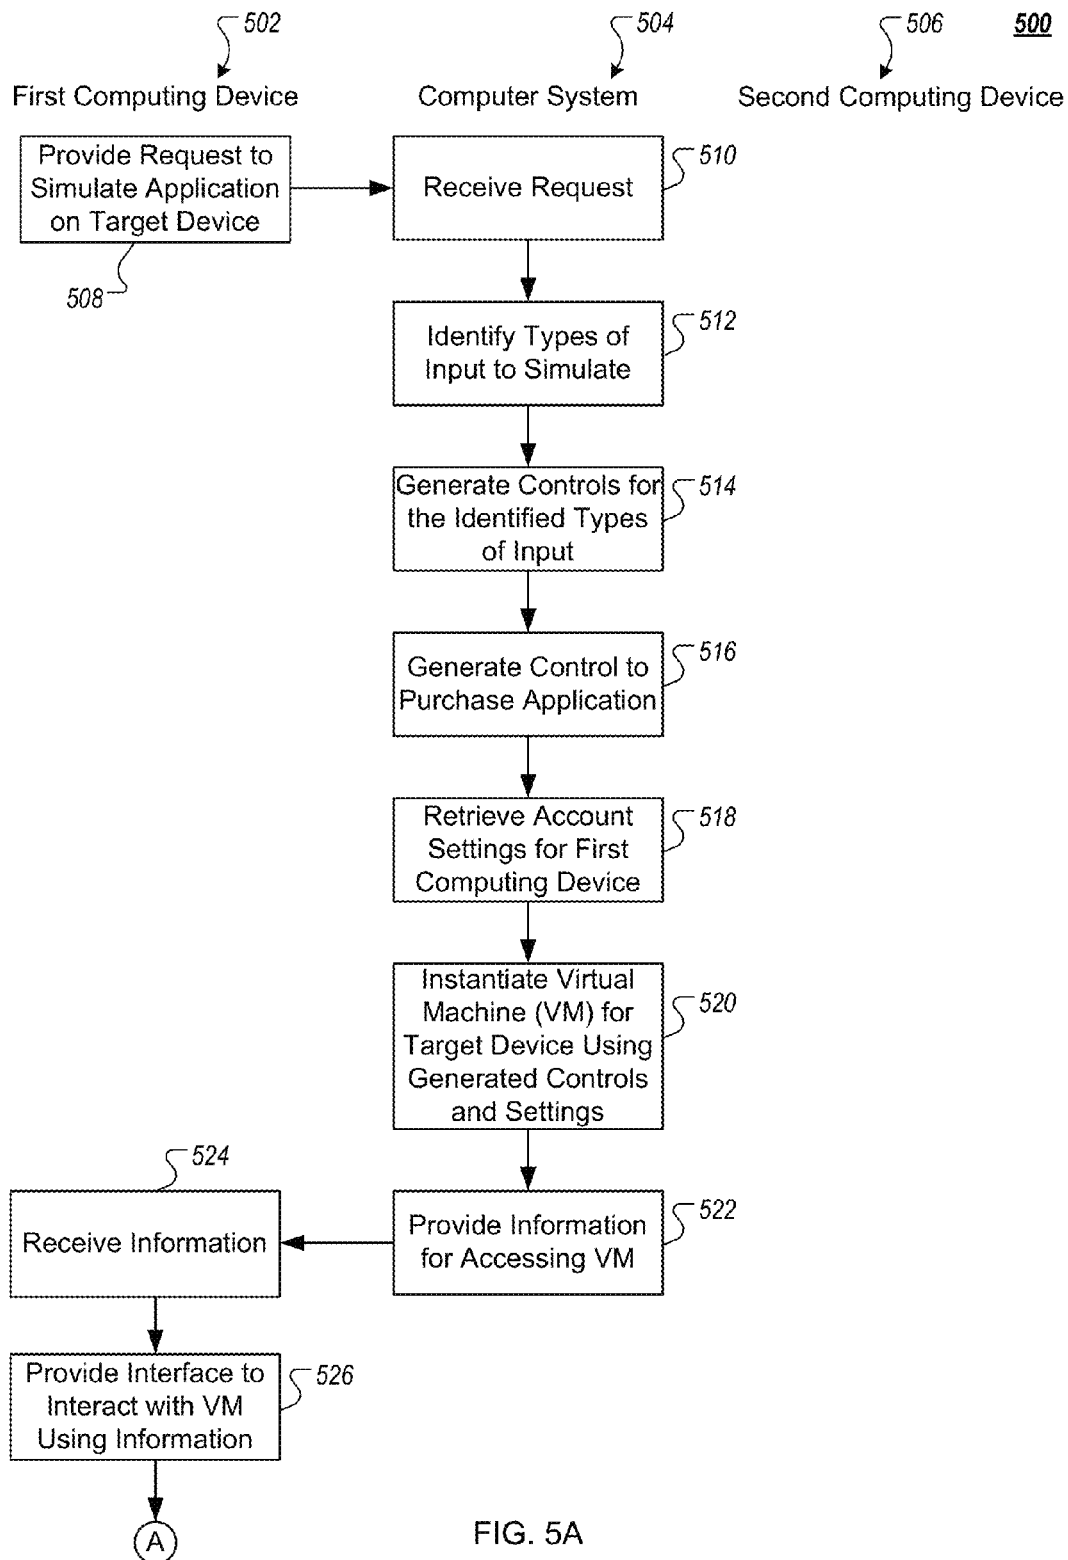 502
504
506
500
First Computing Device
Computer System
Second Computing Device
Provide Request to
Simulate Application
on Target Device
508
Receive Request
510
Identify Types of
Input to Simulate
512
Generate Controls for
the Identified Types
of Input
514
Generate Control to
Purchase Application
516
Retrieve Account
Settings for First
Computing Device
518
Instantiate Virtual
Machine (VM) for
Target Device Using
Generated Controls
and Settings
520
Provide Information
for Accessing VM
522
524
Receive Information
Provide Interface to
Interact with VM
Using Information
526
A
FIG. 5A